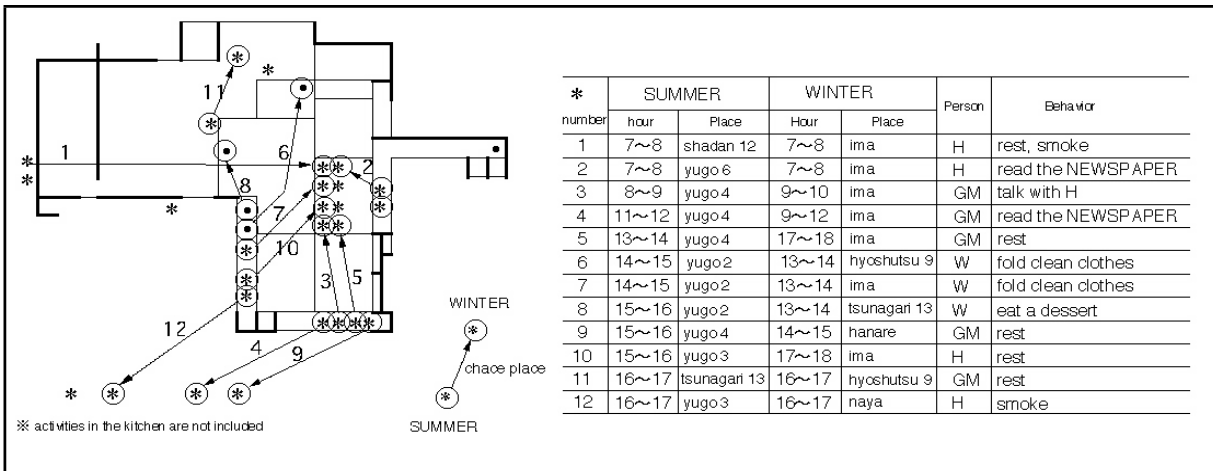 11
1
6
2
8
7
10
3
5
12
4
9
WINTER
chace place
SUMMER
※ activities in the kitchen are not included
* SUMMER WINTER Person Behavior
number hour Place Hour Place
1 7～8 shadan 12 7～8 ima H rest, smoke
2 7～8 yugo 6 7～8 ima H read the NEWSPAPER
3 8～9 yugo 4 9～10 ima GM talk with H
4 11～12 yugo 4 9～12 ima GM read the NEWSPAPER
5 13～14 yugo 4 17～18 ima GM rest
6 14～15 yugo 2 13～14 hyoshutsu 9 W fold clean clothes
7 14～15 yugo 2 13～14 ima W fold clean clothes
8 15～16 yugo 2 13～14 tsunagari 13 W eat a dessert
9 15～16 yugo 4 14～15 hanare GM rest
10 15～16 yugo 3 17～18 ima H rest
11 16～17 tsunagari 13 16～17 hyoshutsu 9 GM rest
12 16～17 yugo 3 16～17 naya H smoke